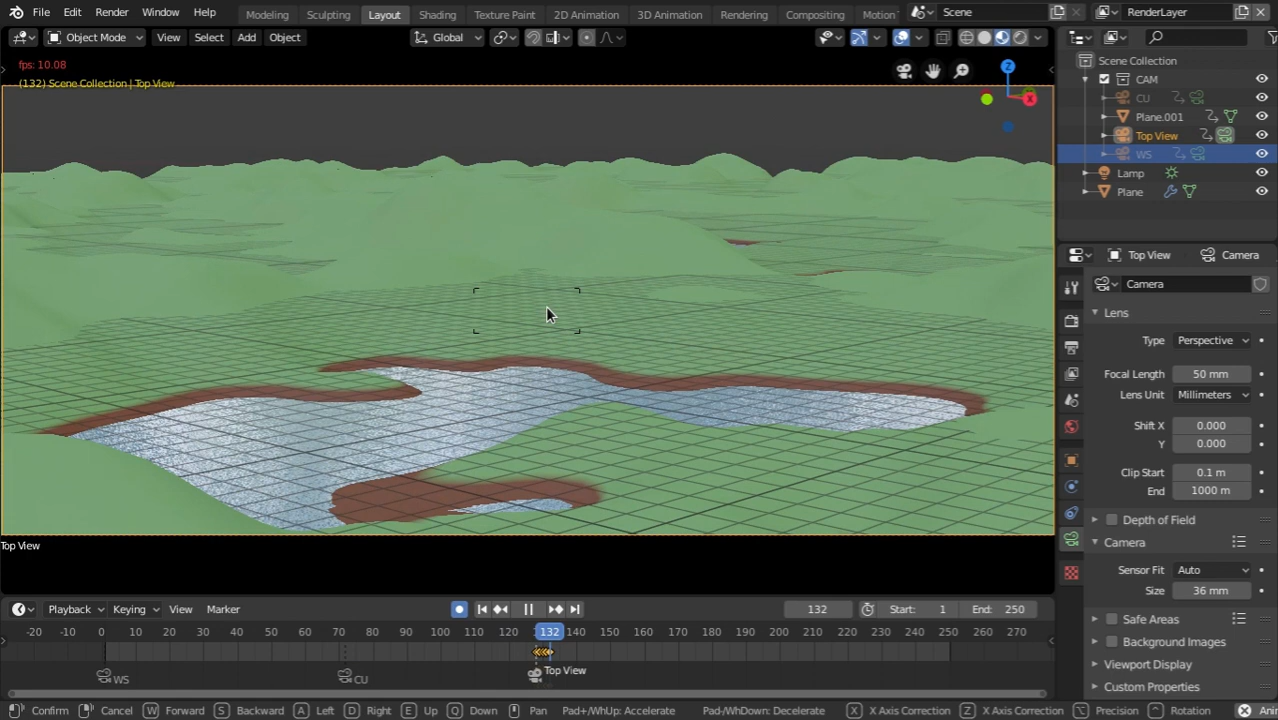 File Edit Render Window Help Modeling Sculpting Layout Shading Texture Paint 2D Animation 3D Animation Rendering Compositing Motion Scene RenderLayer
Object Mode View Select Add Object Global
fps: 10.08
(132) Scene Collection | Top View
Z
X
Scene Collection
CAM
CU
Plane.001
Top View
WS
Lamp
Plane
Top View Camera
Camera
Lens
Type Perspective
Focal Length 50 mm
Lens Unit Millimeters
Shift X 0.000
Y 0.000
Clip Start 0.1 m
End 1000 m
Depth of Field
Camera
Sensor Fit Auto
Size 36 mm
Safe Areas
Background Images
Viewport Display
Custom Properties
Top View
Playback Keying View Marker 132 Start: 1 End: 250
-20 -10 0 10 20 30 40 50 60 70 80 90 100 110 120 132 140 150 160 170 180 190 200 210 220 230 240 250 260 270
WS CU Top View
Confirm Cancel W Forward S Backward A Left D Right E Up Q Down Pan Pad+/WhUp: Accelerate Pad-/WhDown: Decelerate X X Axis Correction Z X Axis Correction Precision Rotation Ani